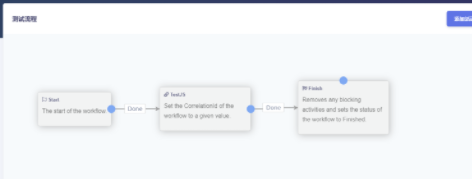 测试流程
Start
The start of the workflow
Done
TestJS
Set the CorrelationId of the
workflow to a given value.
Done
Finish
Removes any blocking
activities and sets the status
of the workflow to Finished